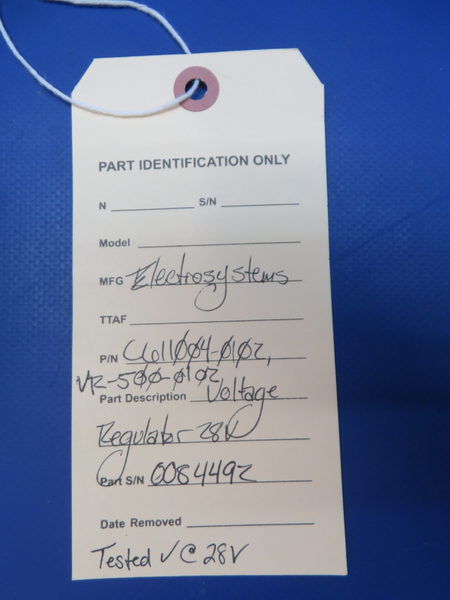 PART IDENTIFICATION ONLY
N S/N
Model
MFG Electrosystems
TTAF
P/N C611004-0102,
VR-500-0102
Part Description Voltage
Regulator 28V
Part S/N 0084492
Date Removed
Tested ✓ @ 28V